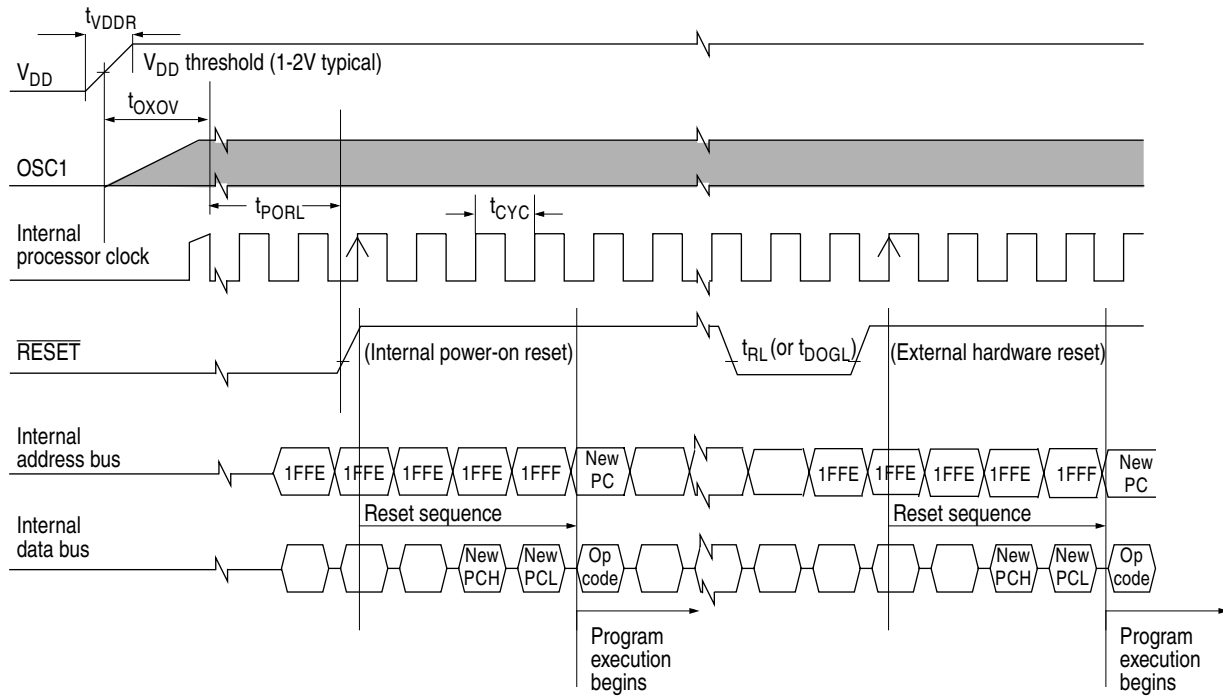 tVDDR
VDD
VDD threshold (1-2V typical)
tOXOV
OSC1
tPORL
tCYC
Internal
processor clock
RESET
(Internal power-on reset)
tRL (or tDOGL)
(External hardware reset)
Internal
address bus
1FFE 1FFE 1FFE 1FFE 1FFF New PC 1FFE 1FFE 1FFE 1FFE 1FFF New PC
Reset sequence Reset sequence
Internal
data bus
New PCH New PCL Op code New PCH New PCL Op code
Program
execution
begins
Program
execution
begins